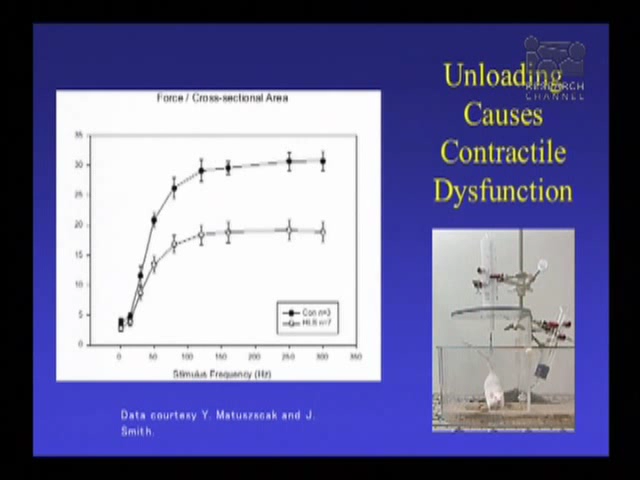 Unloading
Causes
Contractile
Dysfunction
RESEARCH
CHANNEL
Force / Cross-sectional Area
35
30
25
20
15
10
5
0
0 50 100 150 200 250 300 350
Con n=3
HLS n=7
Stimulus Frequency (Hz)
Data courtesy Y. Matuszscak and J.
Smith.